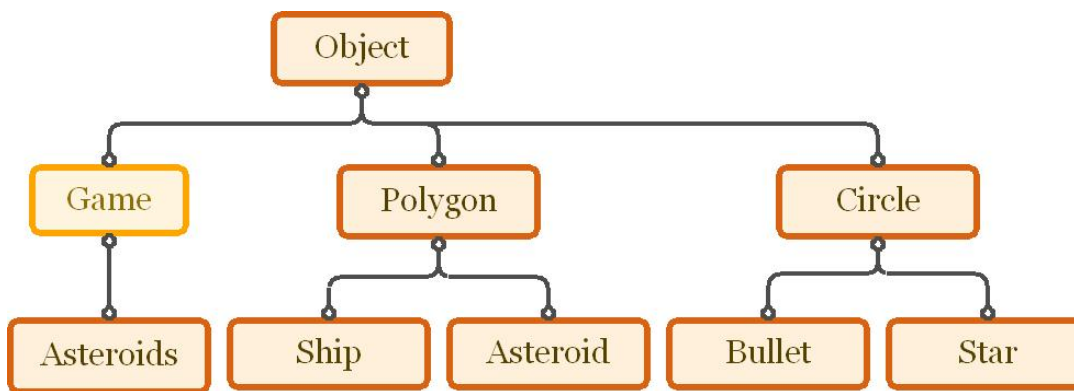 Object
Game
Polygon
Circle
Asteroids
Ship
Asteroid
Bullet
Star